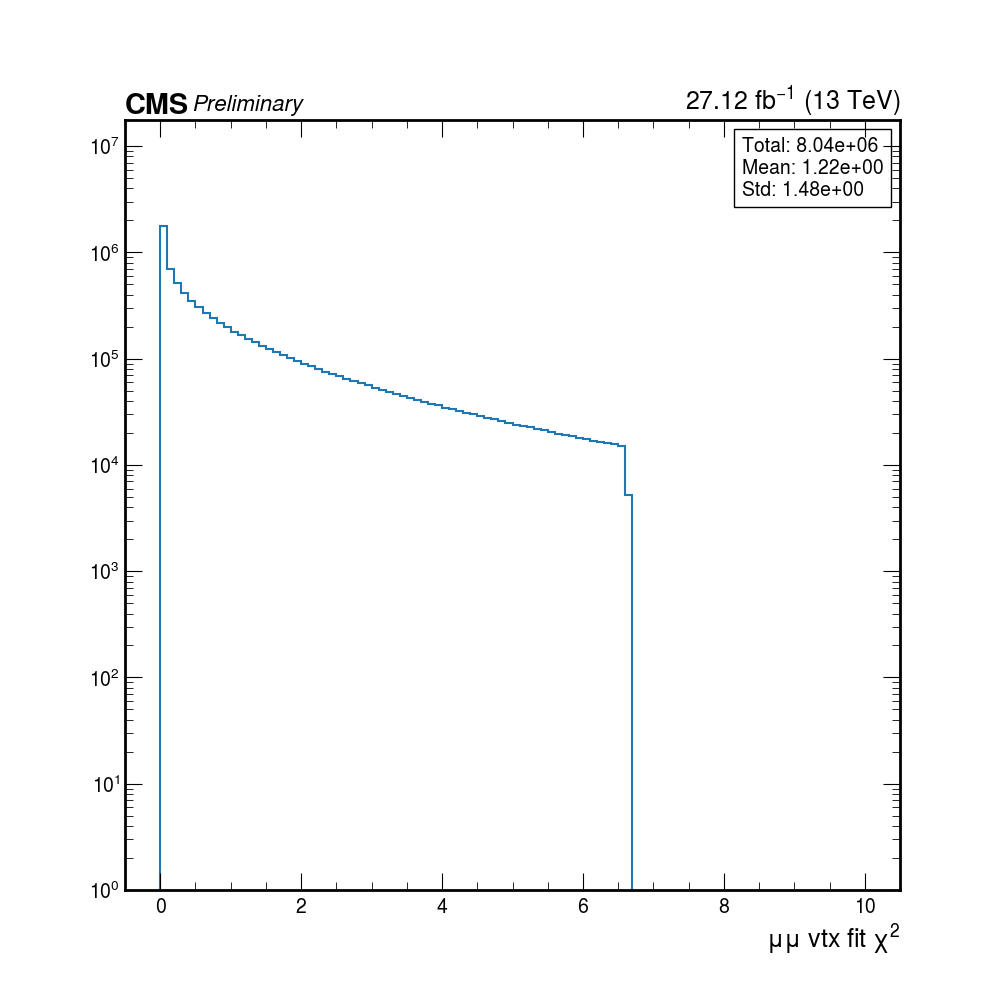 CMS Preliminary 27.12 fb⁻¹ (13 TeV)
Total: 8.04e+06
Mean: 1.22e+00
Std: 1.48e+00
10⁷
10⁶
10⁵
10⁴
10³
10²
10¹
10⁰
0 2 4 6 8 10
μμ vtx fit χ²